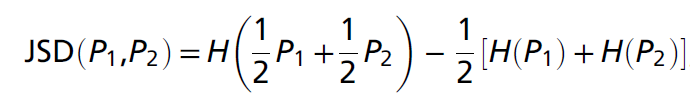 JSD(P₁,P₂) = H(½P₁ + ½P₂) − ½[H(P₁) + H(P₂)]